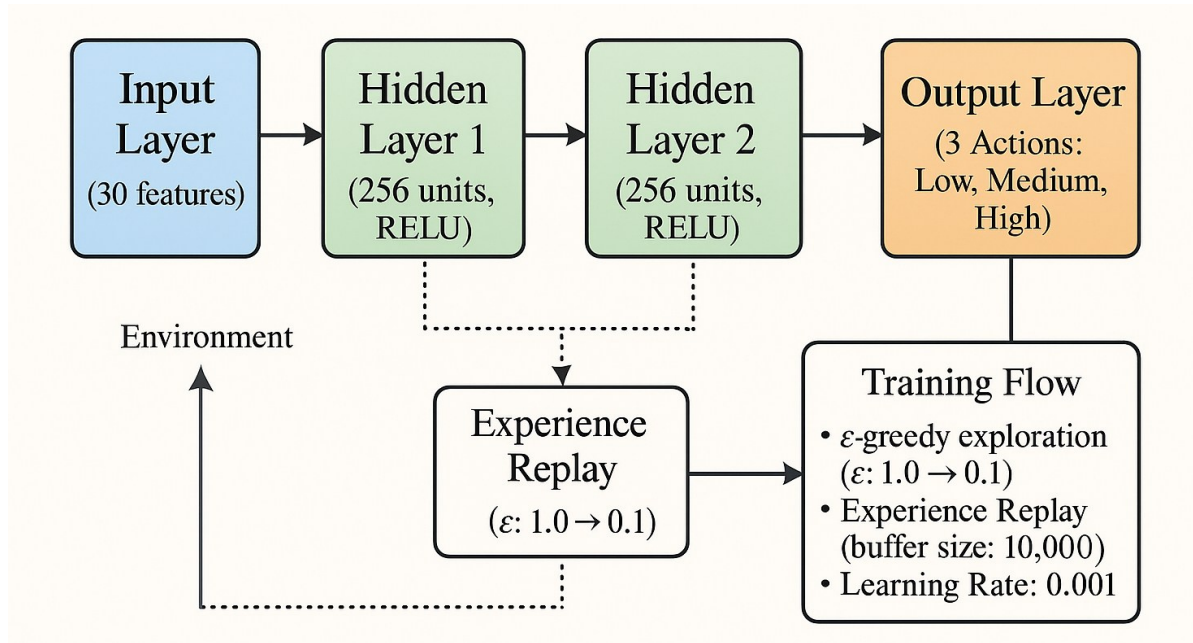 Input
Layer
(30 features)
Hidden
Layer 1
(256 units,
RELU)
Hidden
Layer 2
(256 units,
RELU)
Output Layer
(3 Actions:
Low, Medium,
High)
Environment
Experience
Replay
(ε: 1.0 → 0.1)
Training Flow
• ε-greedy exploration
(ε: 1.0 → 0.1)
• Experience Replay
(buffer size: 10,000)
• Learning Rate: 0.001